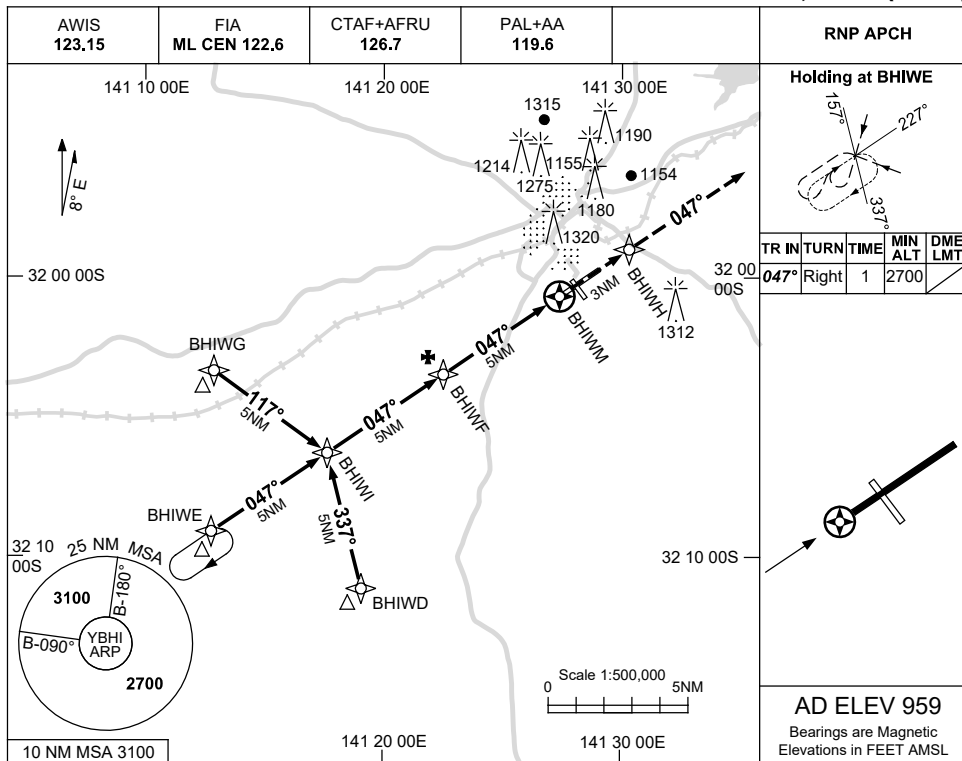 AWIS
123.15
FIA
ML CEN 122.6
CTAF+AFRU
126.7
PAL+AA
119.6
RNP APCH
141 10 00E
141 20 00E
141 30 00E
Holding at BHIWE
157°
227°
337°
TR IN
TURN
TIME
MIN
ALT
DME
LMT
047°
Right
1
2700
8° E
1315
1190
1214
1155
1275
1154
1180
1320
047°
32 00 00S
32 00
00S
3NM
BHIWH
1312
BHIWM
BHIWG
047°
5NM
117°
5NM
BHIWF
047°
5NM
BHIWI
BHIWE
047°
5NM
337°
5NM
BHIWD
32 10
00S
32 10 00S
25 NM MSA
3100
B-180°
B-090°
YBHI
ARP
2700
Scale 1:500,000
0
5NM
10 NM MSA 3100
141 20 00E
141 30 00E
AD ELEV 959
Bearings are Magnetic
Elevations in FEET AMSL